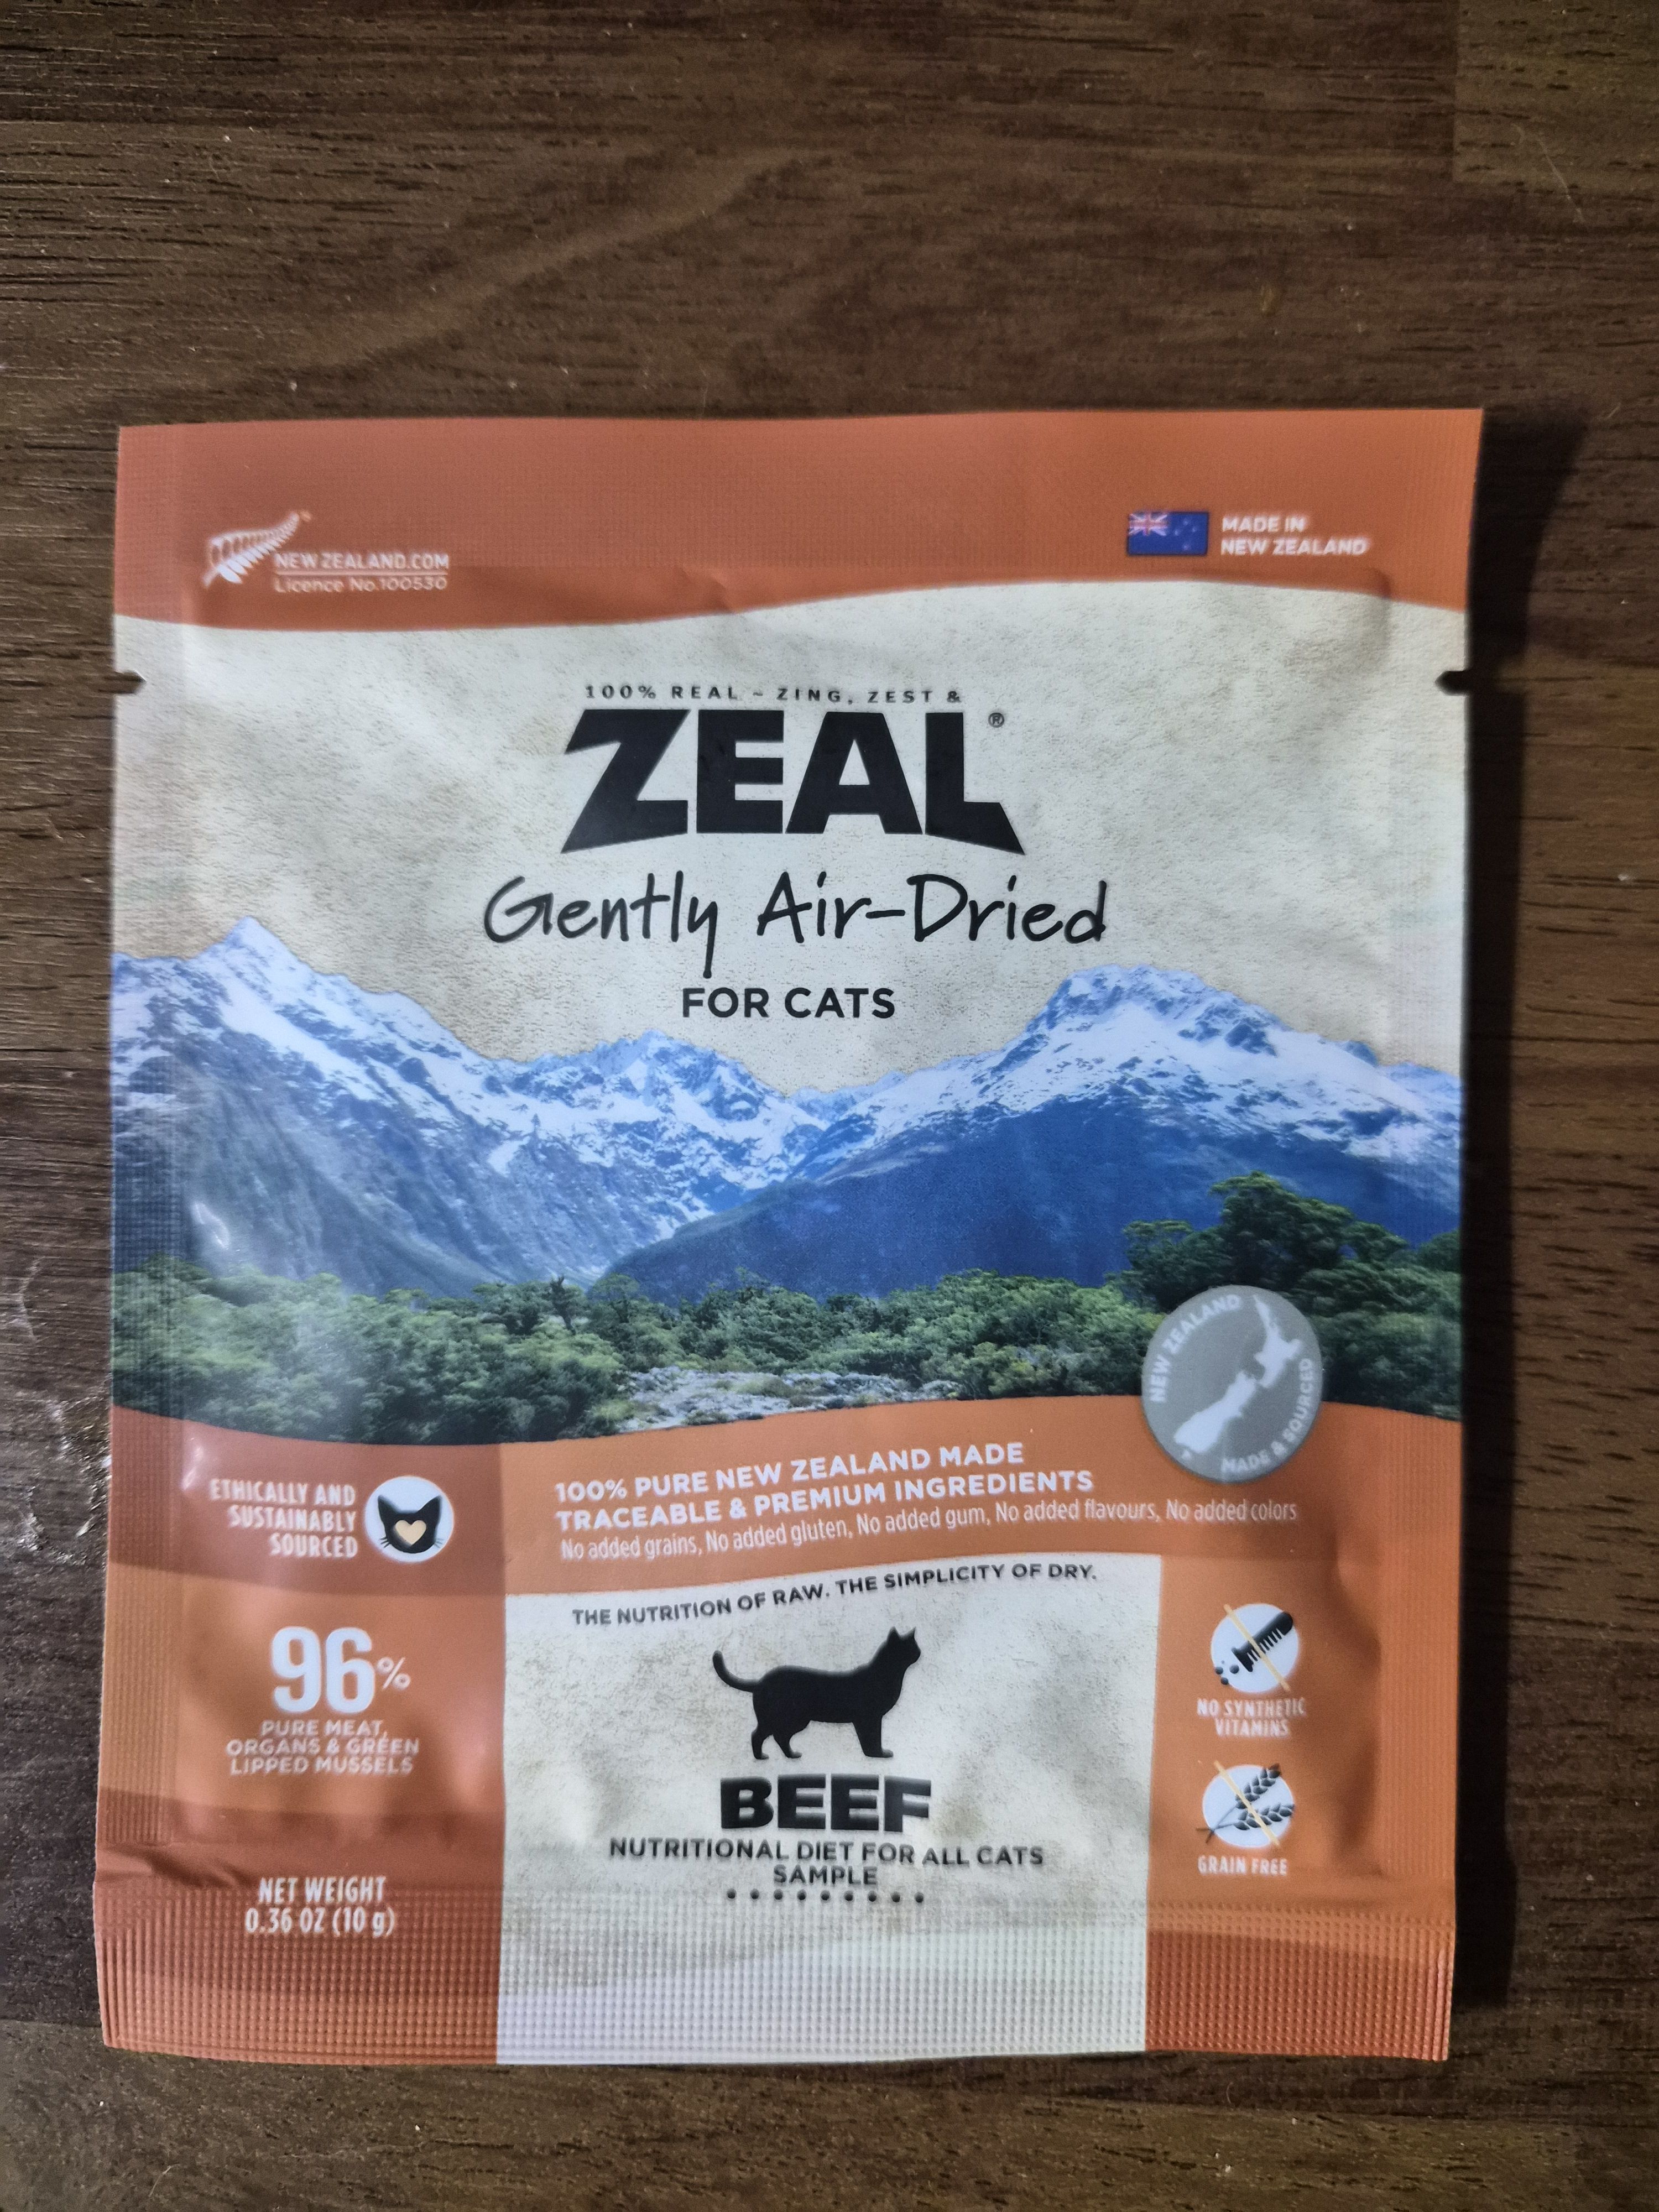 NEW ZEALAND.COM
Licence No.100530
MADE IN
NEW ZEALAND
100% REAL ~ ZING, ZEST &
ZEAL®
Gently Air-Dried
FOR CATS
NEW ZEALAND
MADE & SOURCED
ETHICALLY AND
SUSTAINABLY
SOURCED
100% PURE NEW ZEALAND MADE
TRACEABLE & PREMIUM INGREDIENTS
No added grains, No added gluten, No added gum, No added flavours, No added colors
THE NUTRITION OF RAW. THE SIMPLICITY OF DRY.
96%
PURE MEAT,
ORGANS & GREEN
LIPPED MUSSELS
NO SYNTHETIC
VITAMINS
BEEF
NUTRITIONAL DIET FOR ALL CATS
SAMPLE
GRAIN FREE
NET WEIGHT
0.36 OZ (10 g)